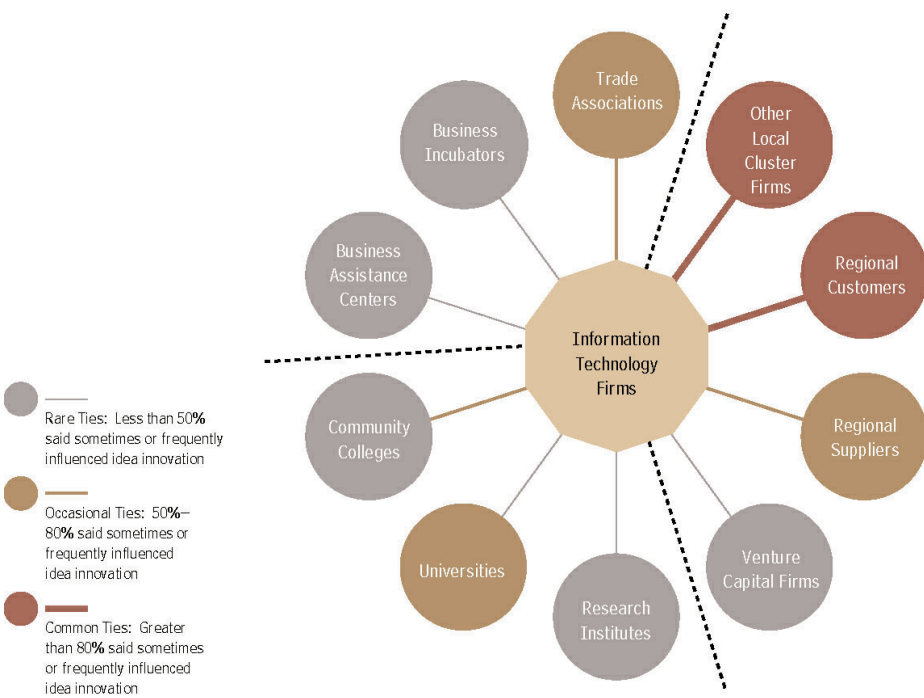 Trade
Associations
Other
Local
Cluster
Firms
Business
Incubators
Regional
Customers
Business
Assistance
Centers
Information
Technology
Firms
Community
Colleges
Regional
Suppliers
Universities
Venture
Capital Firms
Research
Institutes
Rare Ties: Less than 50%
said sometimes or frequently
influenced idea innovation
Occasional Ties: 50%–
80% said sometimes or
frequently influenced
idea innovation
Common Ties: Greater
than 80% said sometimes
or frequently influenced
idea innovation